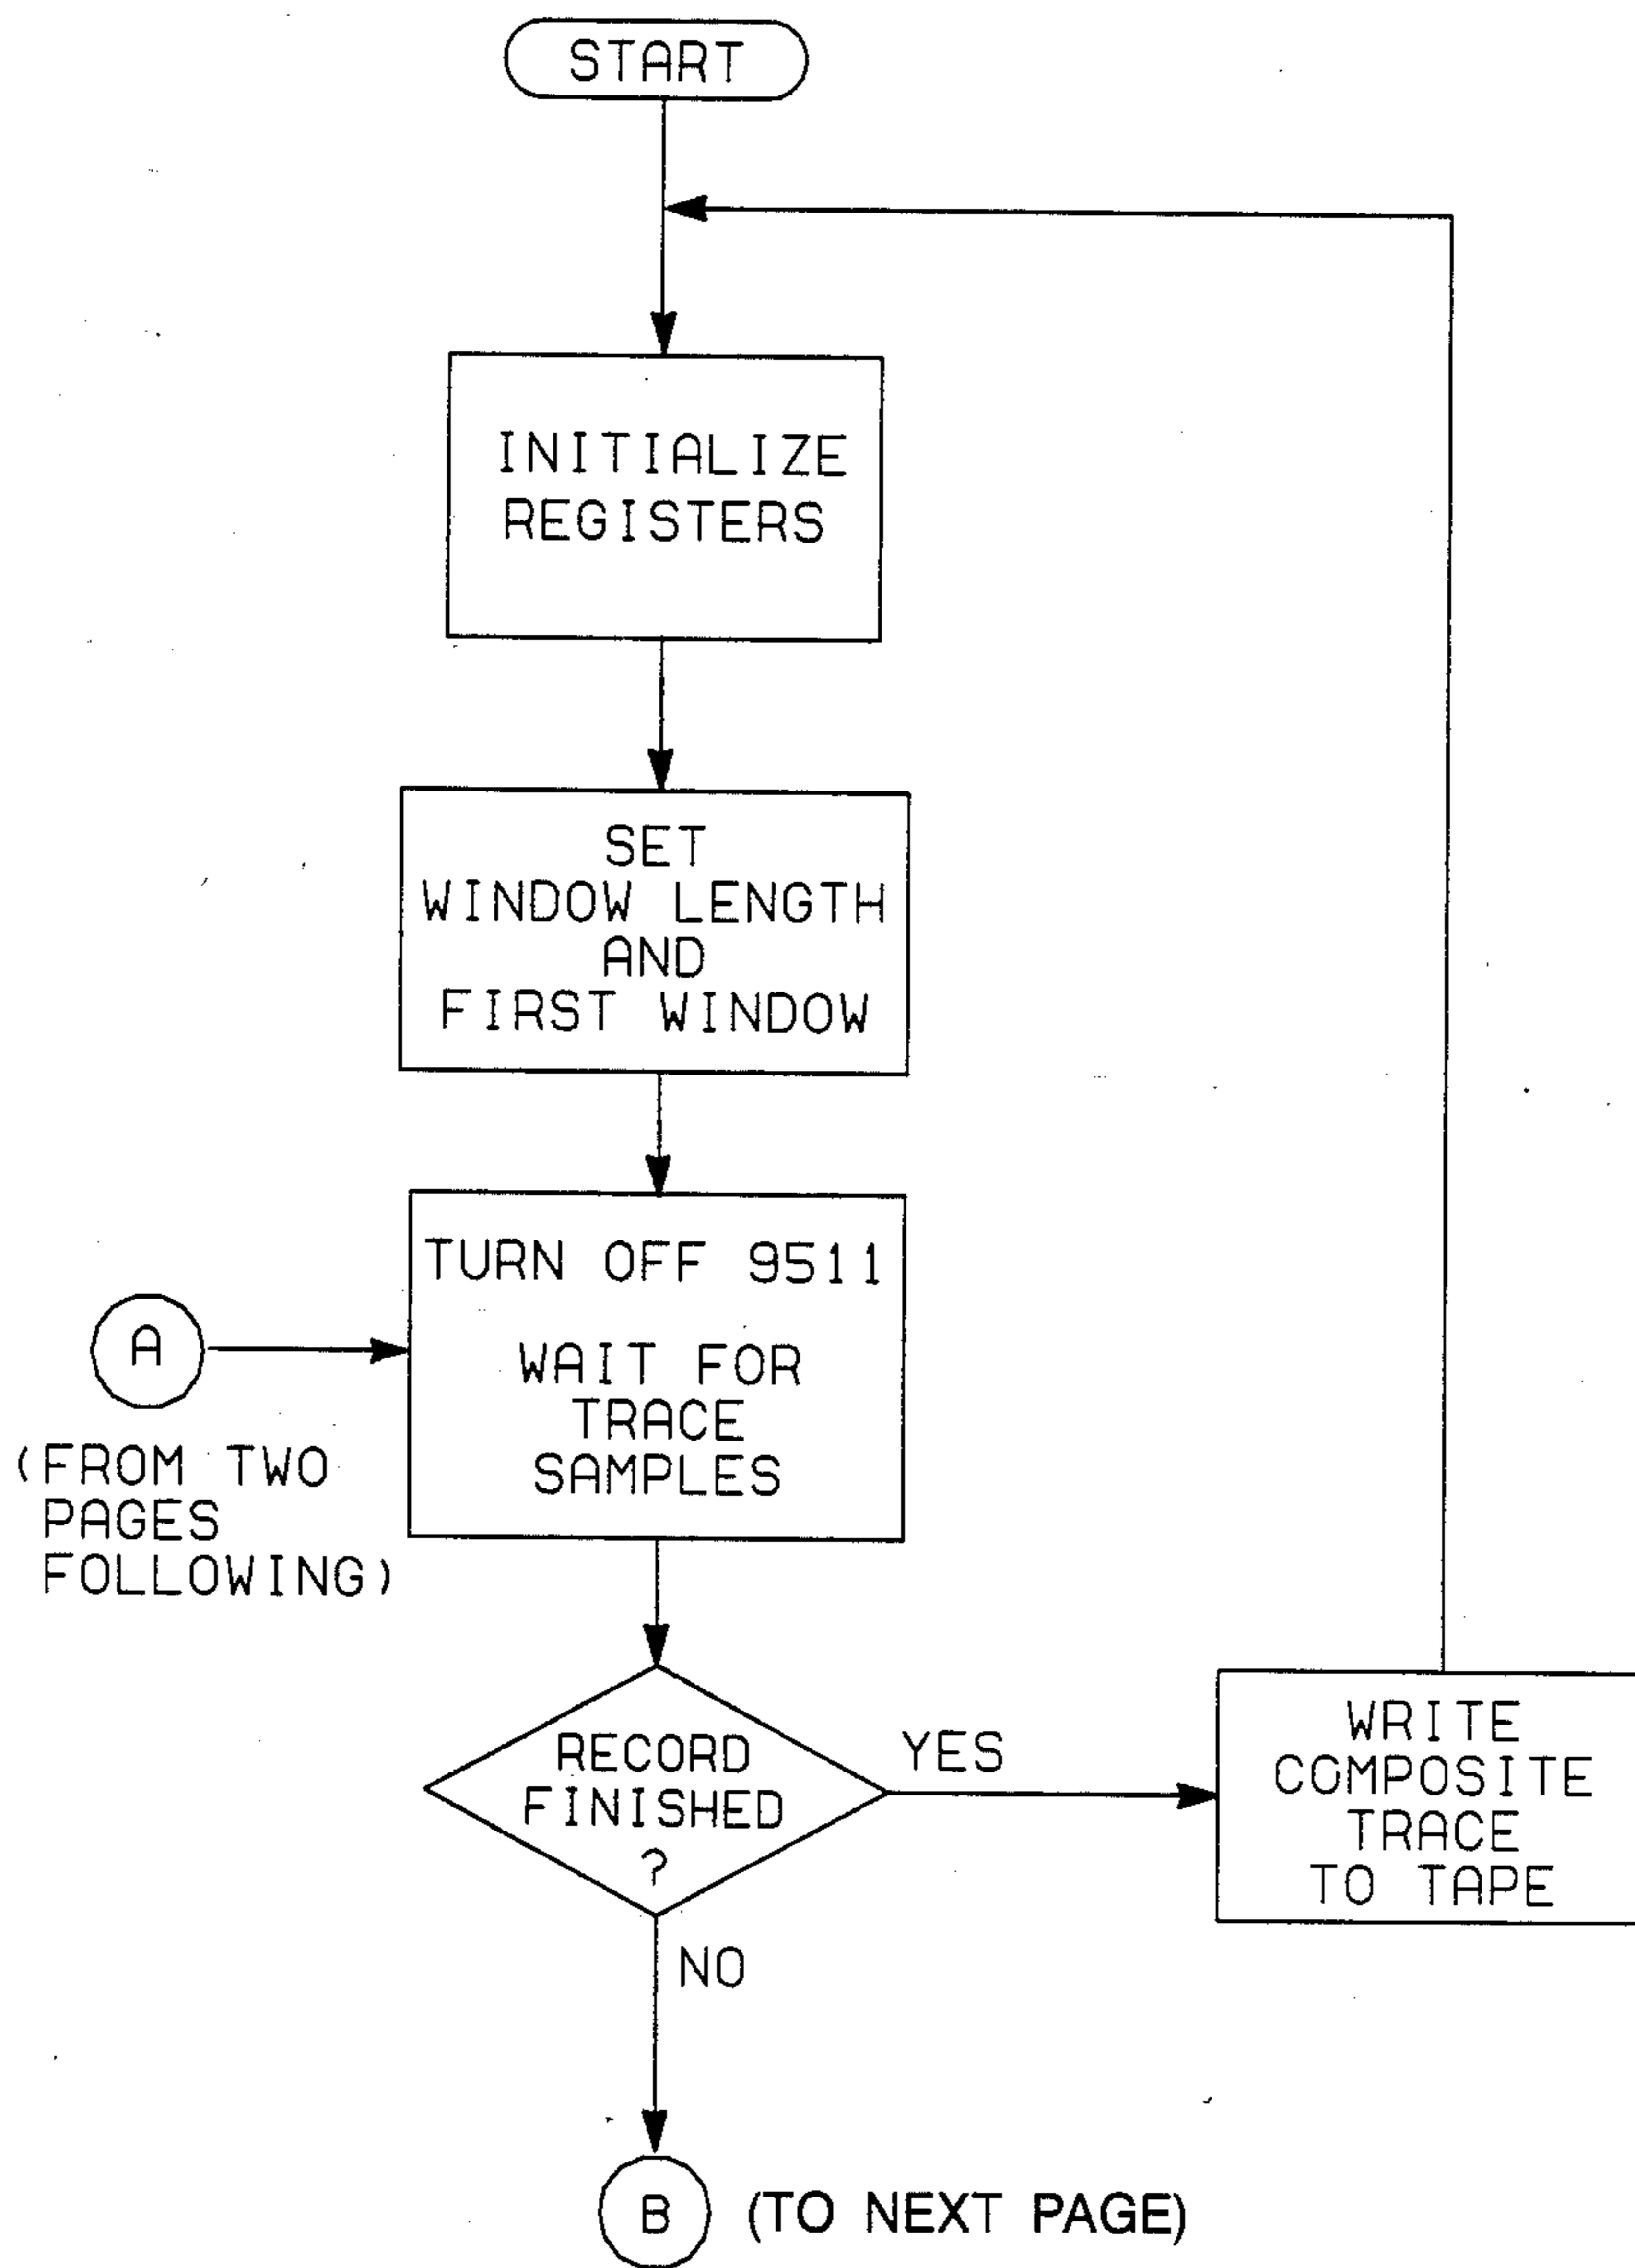 START
INITIALIZE
REGISTERS
SET
WINDOW LENGTH
AND
FIRST WINDOW
TURN OFF 9511
WAIT FOR
TRACE
SAMPLES
A
(FROM TWO
PAGES
FOLLOWING)
RECORD
FINISHED
?
YES
WRITE
COMPOSITE
TRACE
TO TAPE
NO
B
(TO NEXT PAGE)